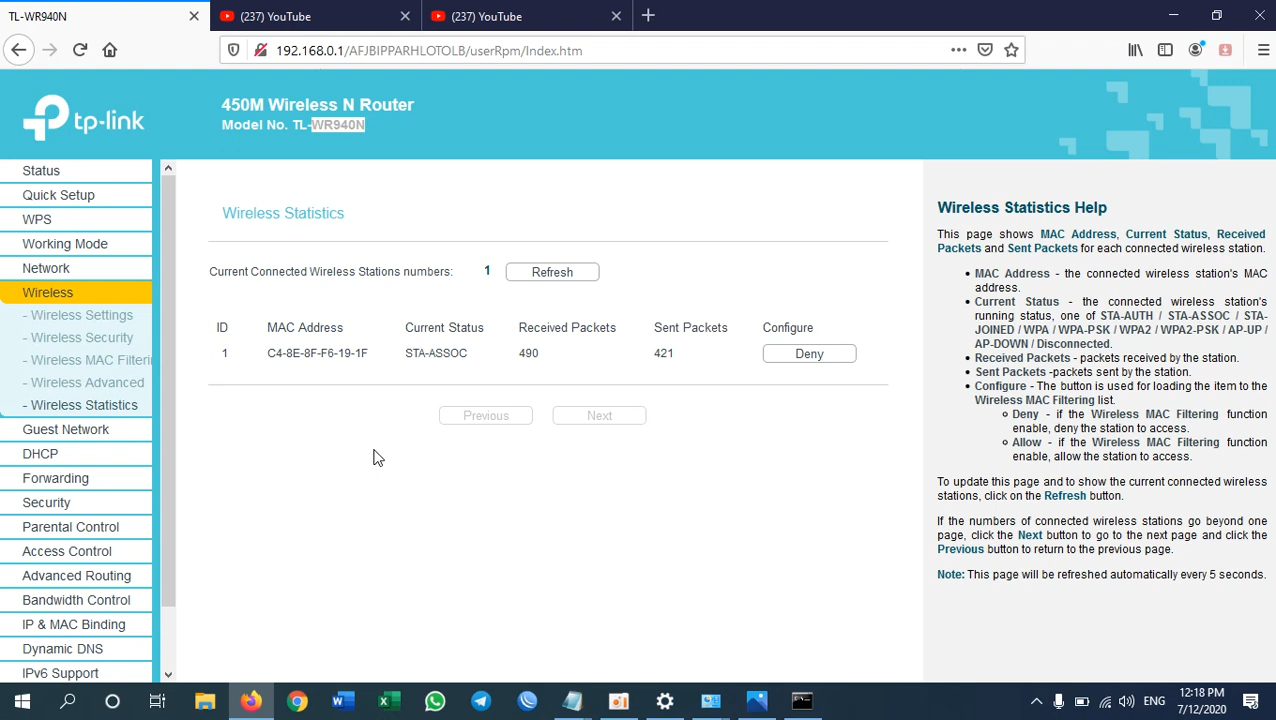 TL-WR940N
(237) YouTube
(237) YouTube
192.168.0.1/AFJBIPPARHLOTOLB/userRpm/Index.htm
tp-link
450M Wireless N Router
Model No. TL-WR940N
Status
Quick Setup
WPS
Working Mode
Network
Wireless
- Wireless Settings
- Wireless Security
- Wireless MAC Filterin
- Wireless Advanced
- Wireless Statistics
Guest Network
DHCP
Forwarding
Security
Parental Control
Access Control
Advanced Routing
Bandwidth Control
IP & MAC Binding
Dynamic DNS
IPv6 Support
Wireless Statistics
Current Connected Wireless Stations numbers: 1 Refresh
ID MAC Address Current Status Received Packets Sent Packets Configure
1 C4-8E-8F-F6-19-1F STA-ASSOC 490 421 Deny
Previous Next
Wireless Statistics Help
This page shows MAC Address, Current Status, Received
Packets and Sent Packets for each connected wireless station.
MAC Address - the connected wireless station's MAC
address.
Current Status - the connected wireless station's
running status, one of STA-AUTH / STA-ASSOC / STA-
JOINED / WPA / WPA-PSK / WPA2 / WPA2-PSK / AP-UP /
AP-DOWN / Disconnected.
Received Packets - packets received by the station.
Sent Packets -packets sent by the station.
Configure - The button is used for loading the item to the
Wireless MAC Filtering list.
Deny - if the Wireless MAC Filtering function
enable, deny the station to access.
Allow - if the Wireless MAC Filtering function
enable, allow the station to access.
To update this page and to show the current connected wireless
stations, click on the Refresh button.
If the numbers of connected wireless stations go beyond one
page, click the Next button to go to the next page and click the
Previous button to return to the previous page.
Note: This page will be refreshed automatically every 5 seconds.
ENG
12:18 PM
7/12/2020